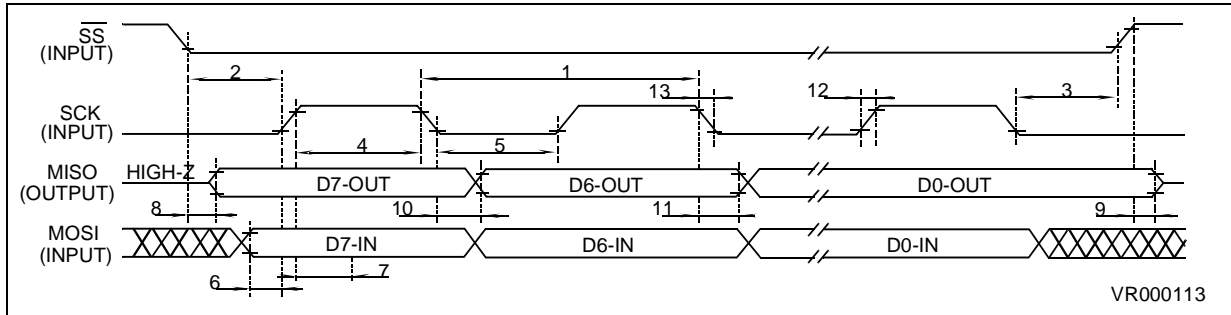 SS
(INPUT)
2
1
13
12
3
SCK
(INPUT)
4
5
MISO
(OUTPUT)
HIGH-Z
D7-OUT
D6-OUT
D0-OUT
8
10
11
9
MOSI
(INPUT)
D7-IN
D6-IN
D0-IN
7
6
VR000113